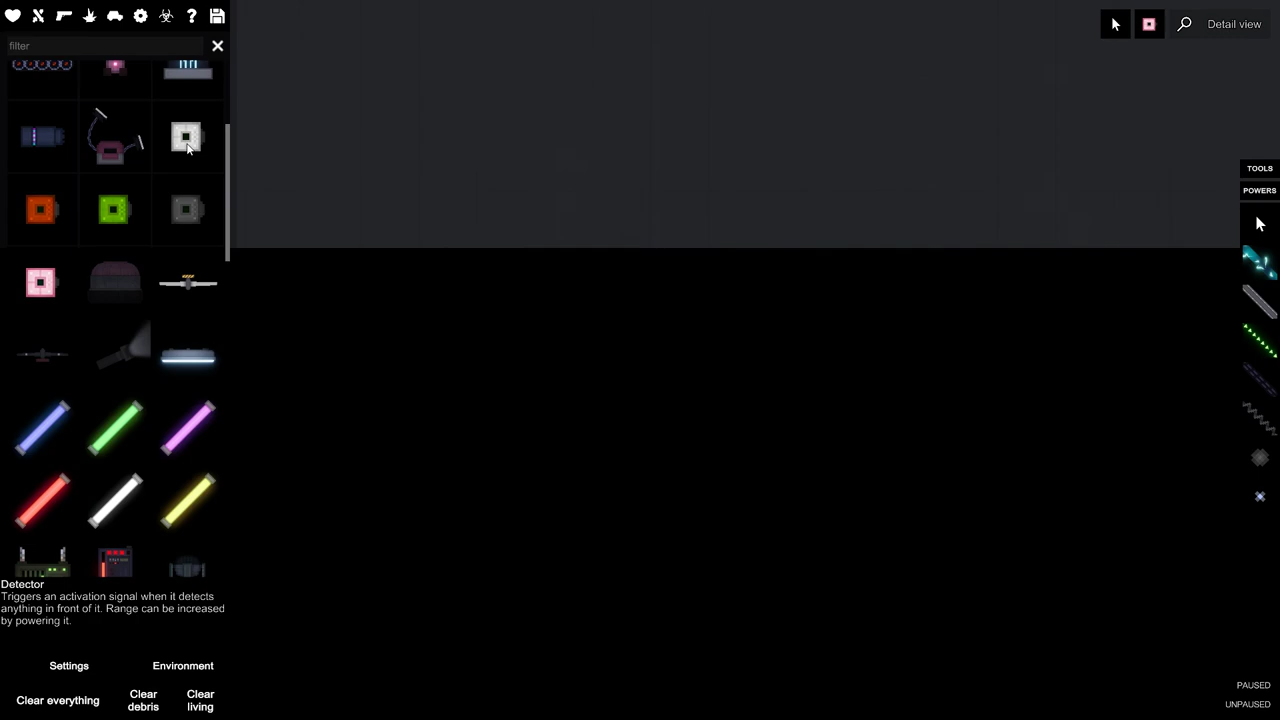 filter
Detail view
TOOLS
POWERS
Detector
Triggers an activation signal when it detects
anything in front of it. Range can be increased
by powering it.
Settings
Environment
Clear everything
Clear
debris
Clear
living
PAUSED
UNPAUSED